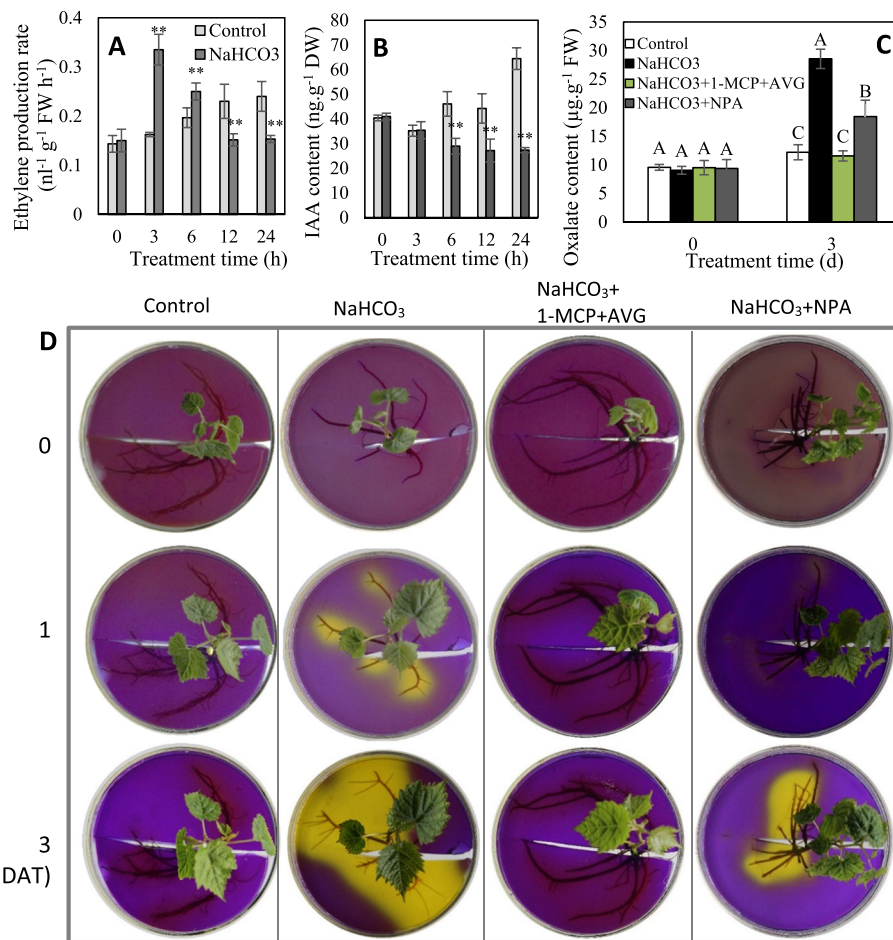 A
Control
NaHCO3
**
**
**
**
0.4
0.3
0.2
0.1
0
0 3 6 12 24
Treatment time (h)
Ethylene production rate
(nl⁻¹ g⁻¹ FW h⁻¹)
B
**
**
**
80
70
60
50
40
30
20
10
0
0 3 6 12 24
Treatment time (h)
IAA content (ng.g⁻¹ DW)
C
Control
NaHCO3
NaHCO3+1-MCP+AVG
NaHCO3+NPA
A A A A
C A C B
35
30
25
20
15
10
5
0
0 3
Treatment time (d)
Oxalate content (µg.g⁻¹ FW)
Control
NaHCO₃
NaHCO₃+
1-MCP+AVG
NaHCO₃+NPA
D
0
1
3
DAT)